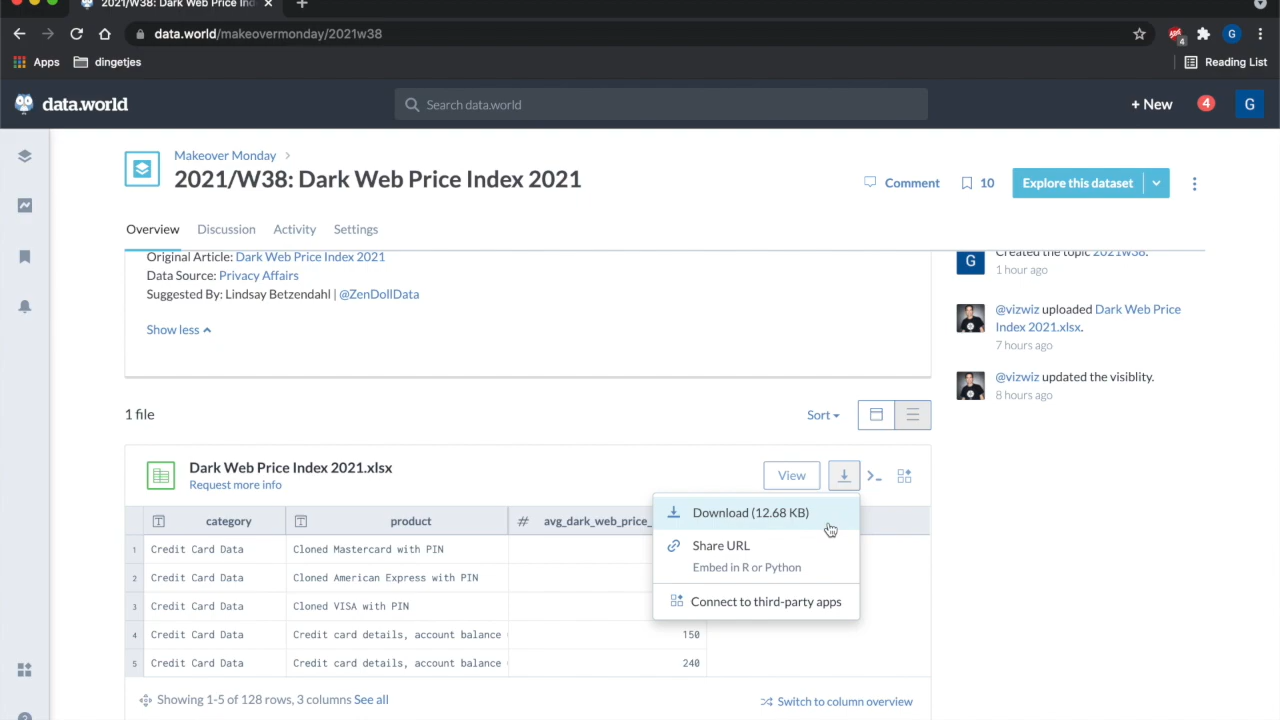 2021/W38: Dark Web Price Ind
data.world/makeovermonday/2021w38
4
G
Apps
dingetjes
Reading List
data.world
Search data.world
+ New
4
G
Makeover Monday
2021/W38: Dark Web Price Index 2021
Comment
10
Explore this dataset
Overview
Discussion
Activity
Settings
Original Article: Dark Web Price Index 2021
Data Source: Privacy Affairs
Suggested By: Lindsay Betzendahl | @ZenDollData
Show less
G
Created the topic 2021w38.
1 hour ago
@vizwiz uploaded Dark Web Price
Index 2021.xlsx.
7 hours ago
@vizwiz updated the visiblity.
8 hours ago
1 file
Sort
Dark Web Price Index 2021.xlsx
Request more info
View
category
product
# avg_dark_web_price_
Download (12.68 KB)
Share URL
Embed in R or Python
Connect to third-party apps
1 Credit Card Data Cloned Mastercard with PIN
2 Credit Card Data Cloned American Express with PIN
3 Credit Card Data Cloned VISA with PIN
4 Credit Card Data Credit card details, account balance 150
5 Credit Card Data Credit card details, account balance 240
Showing 1-5 of 128 rows, 3 columns See all
Switch to column overview